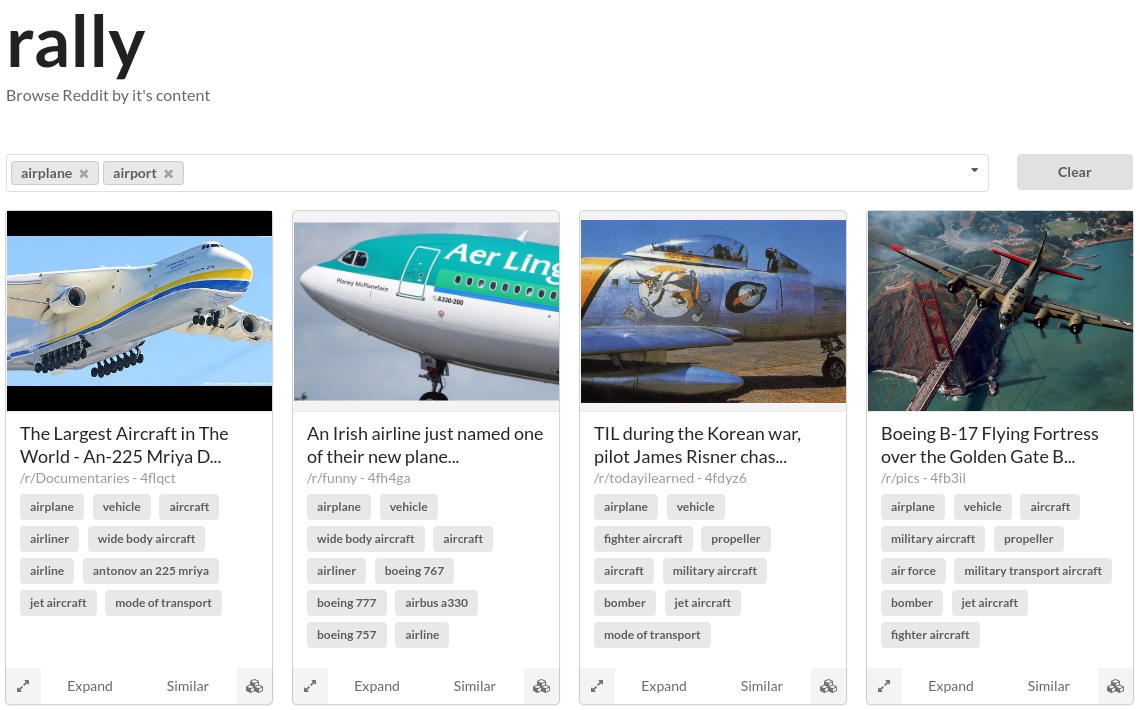 rally
Browse Reddit by it's content
airplane
airport
Clear
Aer Ling
Planey McPlaneface
A330-200
The Largest Aircraft in The
World - An-225 Mriya D...
/r/Documentaries - 4flqct
airplane vehicle aircraft
airliner wide body aircraft
airline antonov an 225 mriya
jet aircraft mode of transport
Expand Similar
An Irish airline just named one
of their new plane...
/r/funny - 4fh4ga
airplane vehicle
wide body aircraft aircraft
airliner boeing 767
boeing 777 airbus a330
boeing 757 airline
Expand Similar
TIL during the Korean war,
pilot James Risner chas...
/r/todayilearned - 4fdyz6
airplane vehicle
fighter aircraft propeller
aircraft military aircraft
bomber jet aircraft
mode of transport
Expand Similar
Boeing B-17 Flying Fortress
over the Golden Gate B...
/r/pics - 4fb3il
airplane vehicle aircraft
military aircraft propeller
air force military transport aircraft
bomber jet aircraft
fighter aircraft
Expand Similar